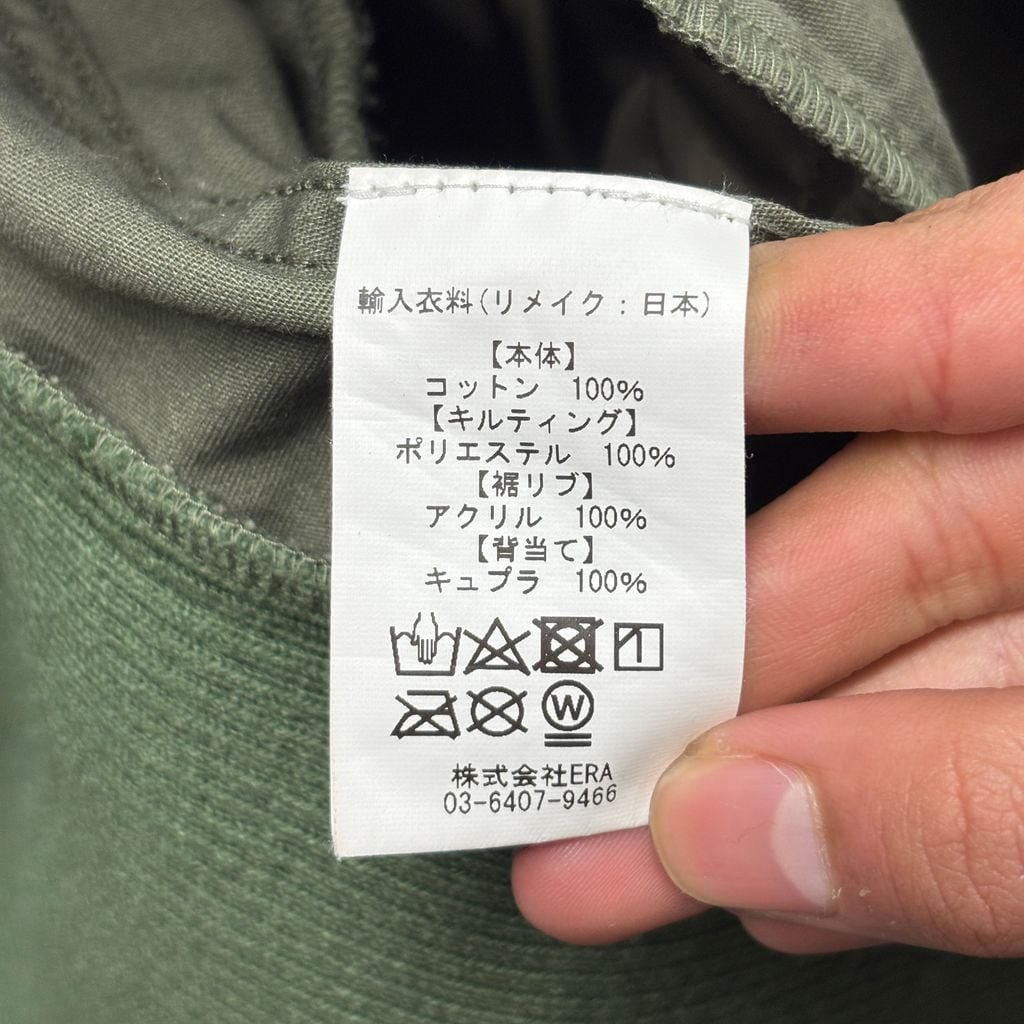 輸入衣料(リメイク：日本)
【本体】
コットン　100%
【キルティング】
ポリエステル　100%
【裾リブ】
アクリル　100%
【背当て】
キュプラ　100%
W
株式会社ERA
03-6407-9466